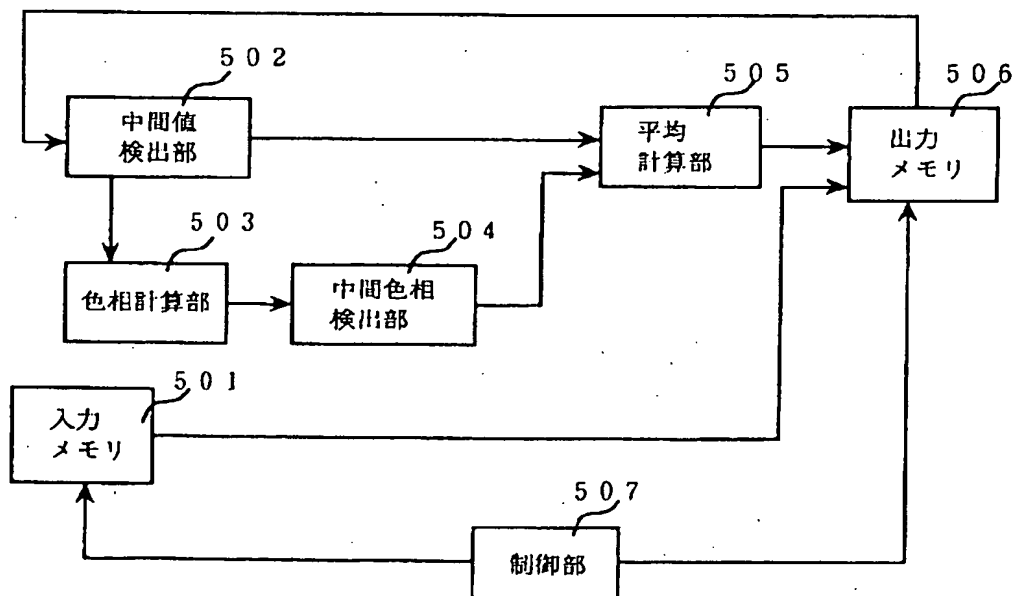 502
中間値
検出部
505
平均
計算部
506
出力
メモリ
503
色相計算部
504
中間色相
検出部
501
入力
メモリ
507
制御部